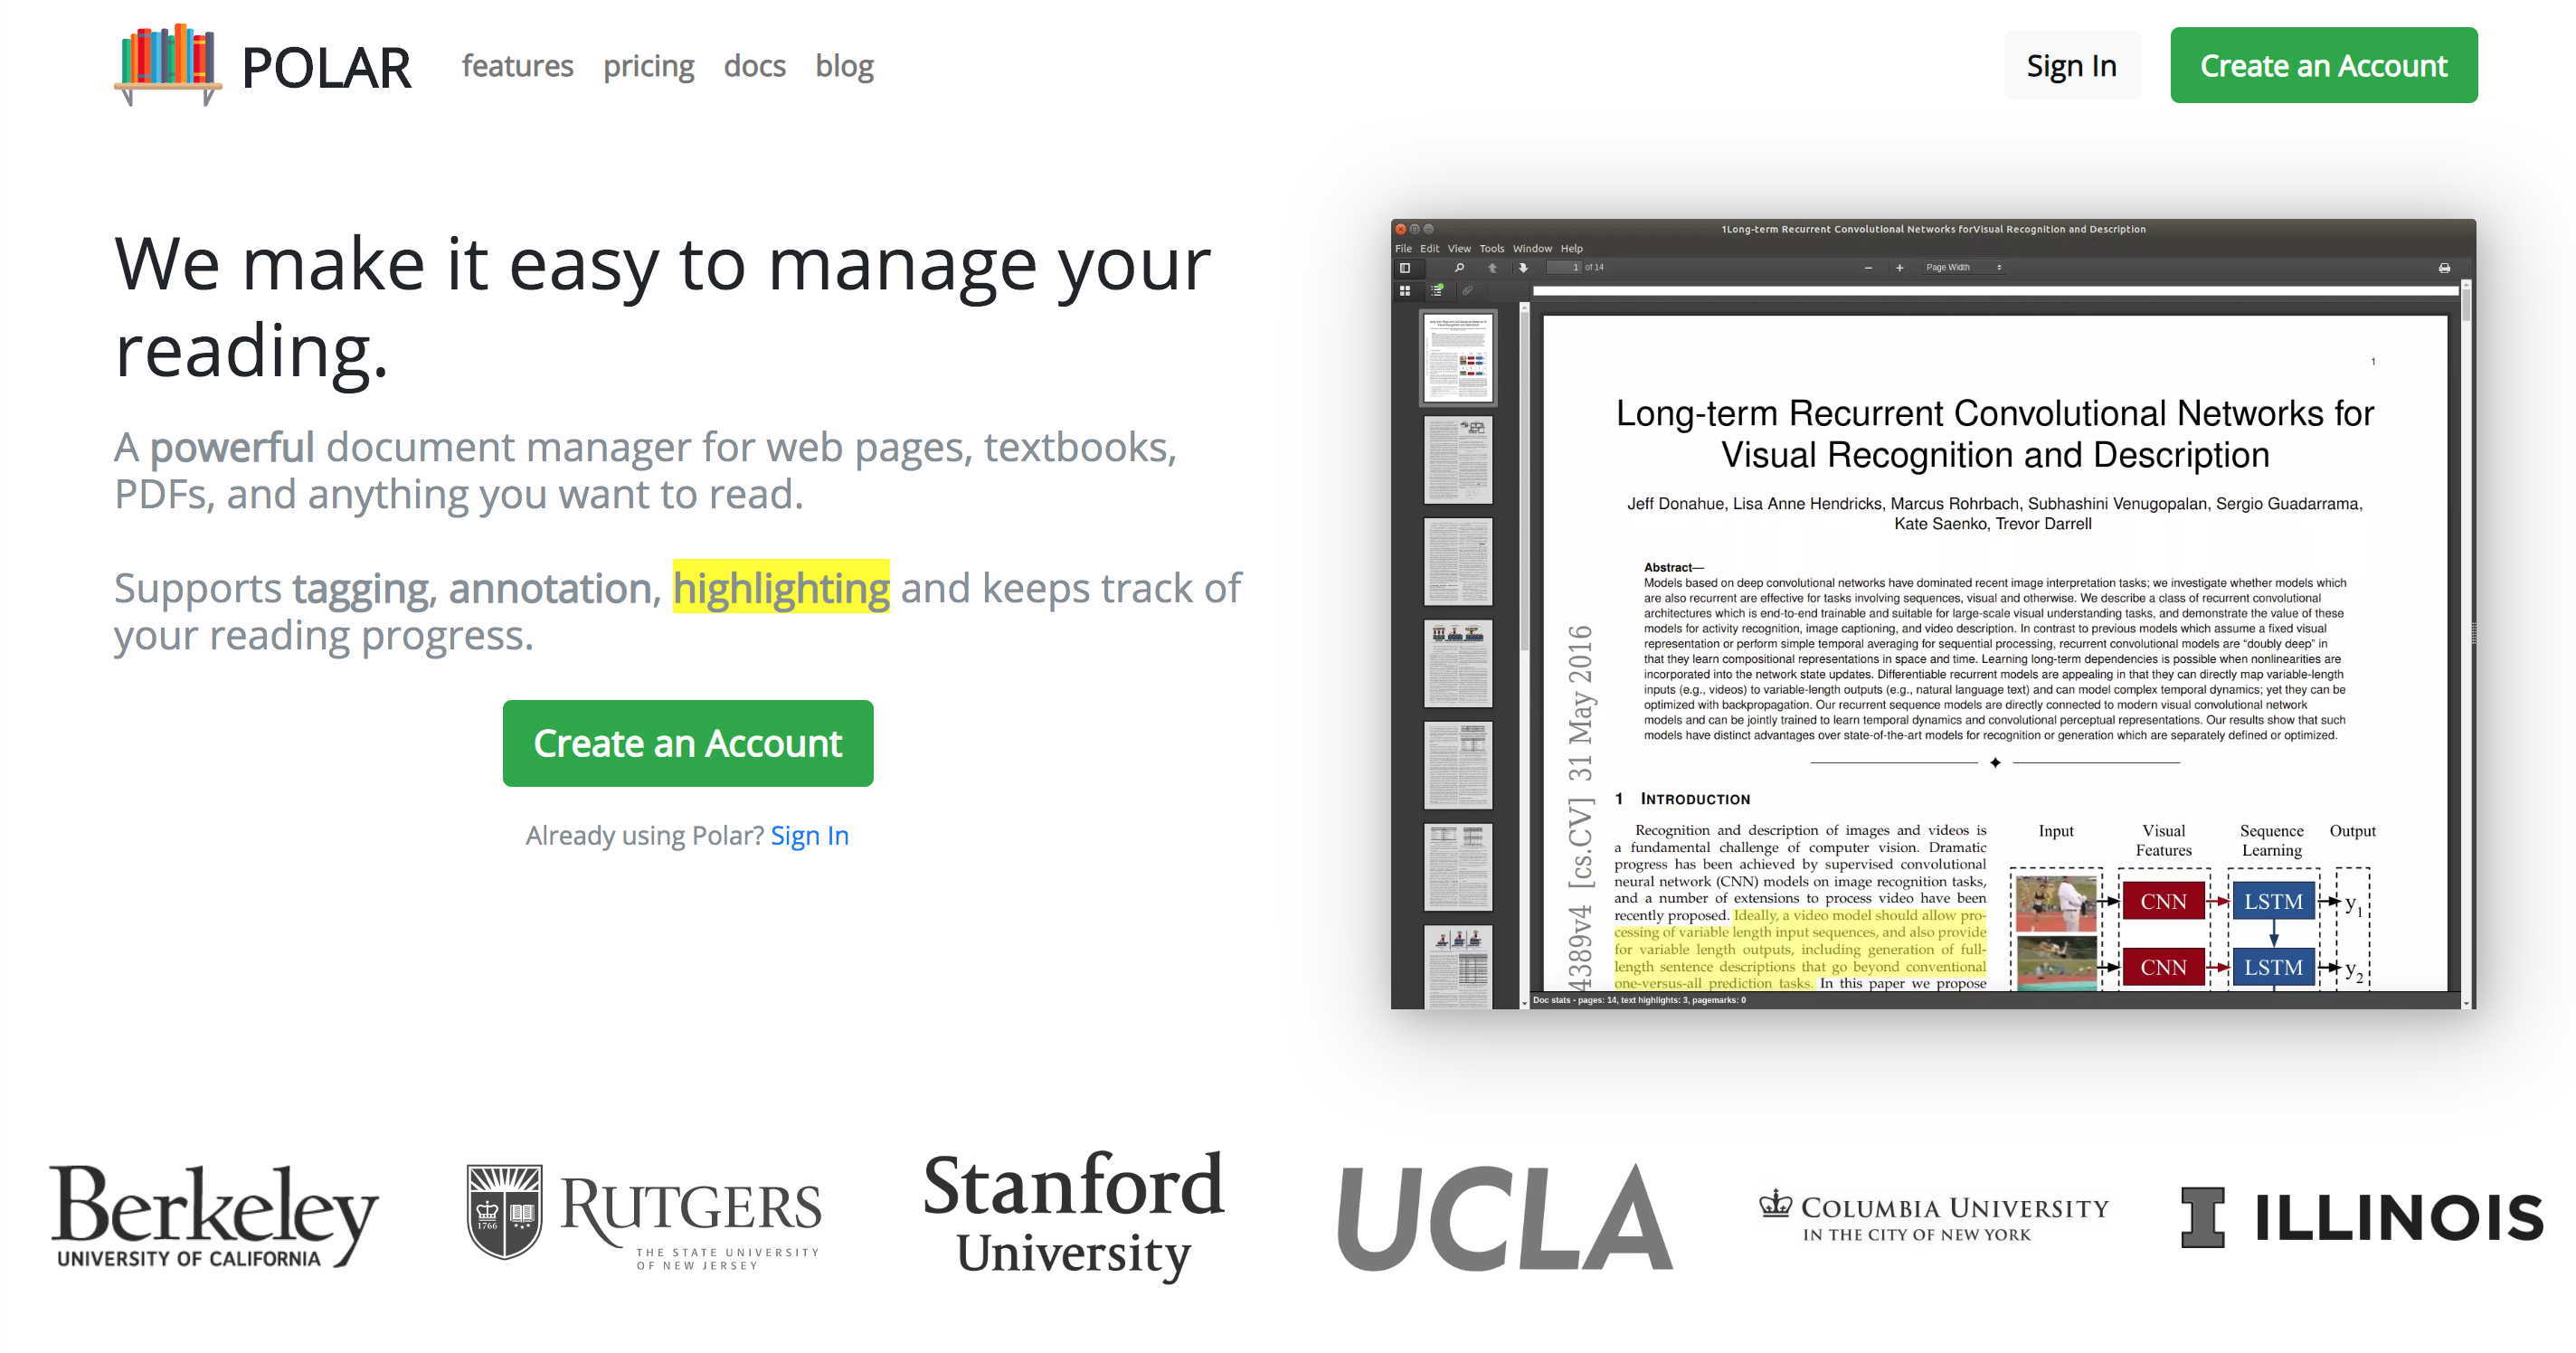 POLAR
features pricing docs blog
Sign In
Create an Account
We make it easy to manage your
reading.
A powerful document manager for web pages, textbooks,
PDFs, and anything you want to read.
Supports tagging, annotation, highlighting and keeps track of
your reading progress.
Create an Account
Already using Polar? Sign In
1Long-term Recurrent Convolutional Networks forVisual Recognition and Description
File Edit View Tools Window Help
1 of 14
Page Width
1
Long-term Recurrent Convolutional Networks for
Visual Recognition and Description
Jeff Donahue, Lisa Anne Hendricks, Marcus Rohrbach, Subhashini Venugopalan, Sergio Guadarrama,
Kate Saenko, Trevor Darrell
Abstract—
Models based on deep convolutional networks have dominated recent image interpretation tasks; we investigate whether models which
are also recurrent are effective for tasks involving sequences, visual and otherwise. We describe a class of recurrent convolutional
architectures which is end-to-end trainable and suitable for large-scale visual understanding tasks, and demonstrate the value of these
models for activity recognition, image captioning, and video description. In contrast to previous models which assume a fixed visual
representation or perform simple temporal averaging for sequential processing, recurrent convolutional models are “doubly deep” in
that they learn compositional representations in space and time. Learning long-term dependencies is possible when nonlinearities are
incorporated into the network state updates. Differentiable recurrent models are appealing in that they can directly map variable-length
inputs (e.g., videos) to variable-length outputs (e.g., natural language text) and can model complex temporal dynamics; yet they can be
optimized with backpropagation. Our recurrent sequence models are directly connected to modern visual convolutional network
models and can be jointly trained to learn temporal dynamics and convolutional perceptual representations. Our results show that such
models have distinct advantages over state-of-the-art models for recognition or generation which are separately defined or optimized.
4389v4 [cs.CV] 31 May 2016
1 INTRODUCTION
Recognition and description of images and videos is
a fundamental challenge of computer vision. Dramatic
progress has been achieved by supervised convolutional
neural network (CNN) models on image recognition tasks,
and a number of extensions to process video have been
recently proposed. Ideally, a video model should allow pro-
cessing of variable length input sequences, and also provide
for variable length outputs, including generation of full-
length sentence descriptions that go beyond conventional
one-versus-all prediction tasks. In this paper we propose
Input Visual Features Sequence Learning Output
CNN LSTM y1
CNN LSTM y2
Doc stats - pages: 14, text highlights: 3, pagemarks: 0
Berkeley
UNIVERSITY OF CALIFORNIA
1766
RUTGERS
THE STATE UNIVERSITY
OF NEW JERSEY
Stanford
University
UCLA
COLUMBIA UNIVERSITY
IN THE CITY OF NEW YORK
I ILLINOIS